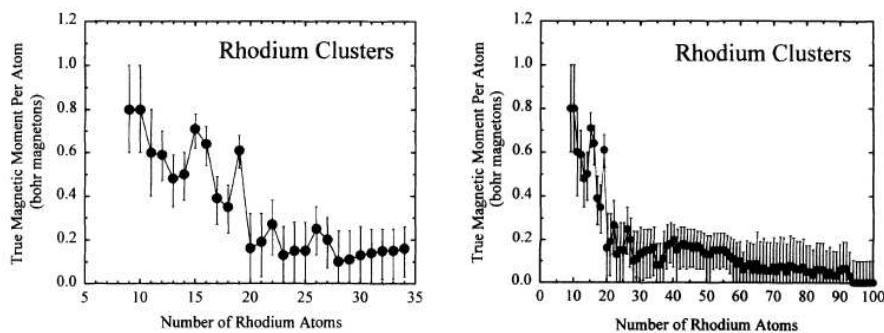 Rhodium Clusters
True Magnetic Moment Per Atom
(bohr magnetons)
1.2
1.0
0.8
0.6
0.4
0.2
0.0
5 10 15 20 25 30 35
Number of Rhodium Atoms
Rhodium Clusters
True Magnetic Moment Per Atom
(bohr magnetons)
1.2
1.0
0.8
0.6
0.4
0.2
0.0
0 10 20 30 40 50 60 70 80 90 100
Number of Rhodium Atoms